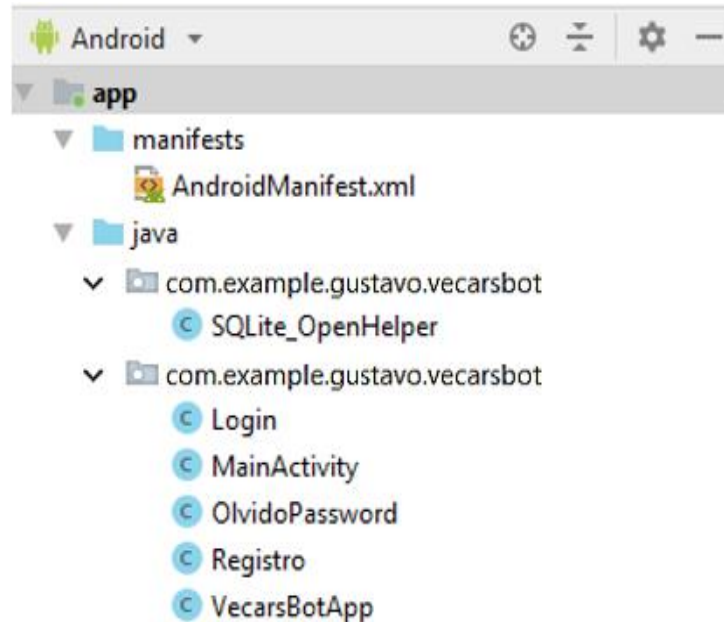 Android
app
manifests
AndroidManifest.xml
java
com.example.gustavo.vecarsbot
SQLite_OpenHelper
com.example.gustavo.vecarsbot
Login
MainActivity
OlvidoPassword
Registro
VecarsBotApp